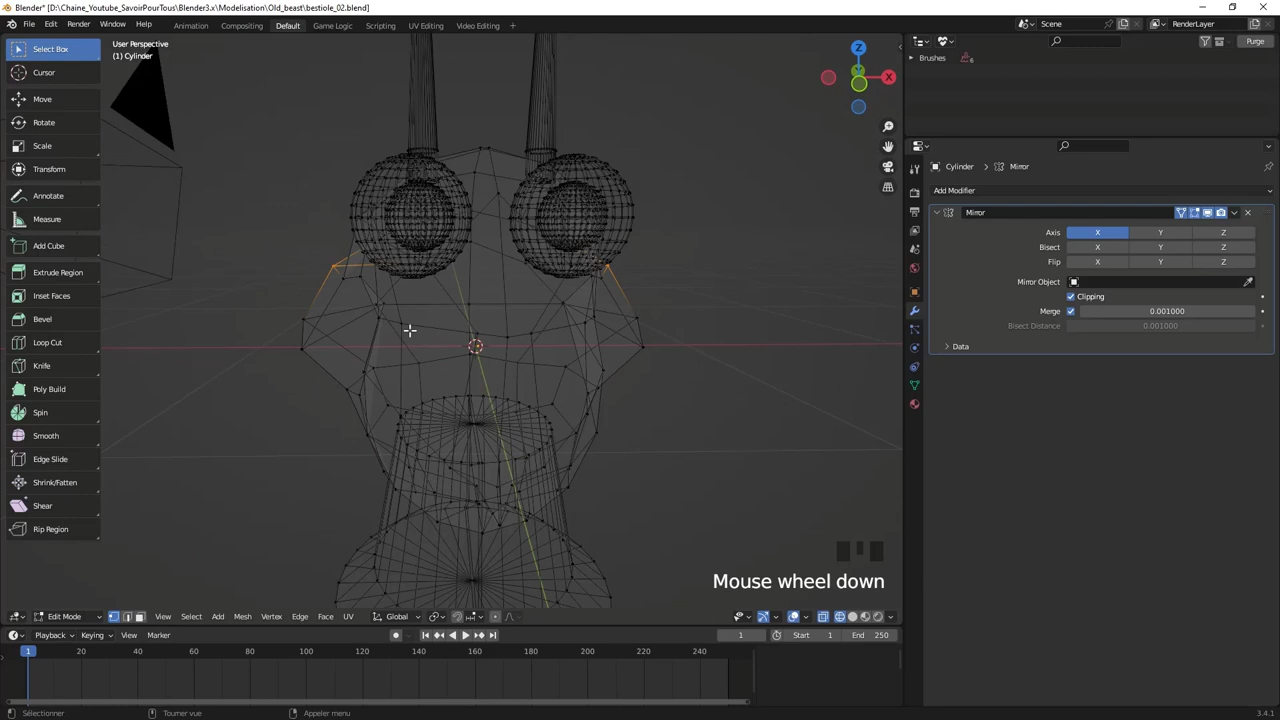 Blender* [D:\Chaine_Youtube_SavoirPourTous\Blender3.x\Modelisation\Old_beast\bestiole_02.blend]
File Edit Render Window Help Animation Compositing Default Game Logic Scripting UV Editing Video Editing + Scene RenderLayer
Select Box
User Perspective
(1) Cylinder
Z
X
Purge
Brushes 6
Cursor
Move
Rotate
Scale
Transform
Annotate
Measure
Add Cube
Extrude Region
Inset Faces
Bevel
Loop Cut
Knife
Poly Build
Spin
Smooth
Edge Slide
Shrink/Fatten
Shear
Rip Region
Cylinder > Mirror
Add Modifier
Mirror
Axis X Y Z
Bisect X Y Z
Flip X Y Z
Mirror Object
Clipping
Merge 0.001000
Bisect Distance 0.001000
Data
Mouse wheel down
Edit Mode View Select Add Mesh Vertex Edge Face UV Global
Playback Keying View Marker 1 Start 1 End 250
1 20 40 60 80 100 120 140 160 180 200 220 240
Sélectionner Tourner vue Appeler menu 3.4.1